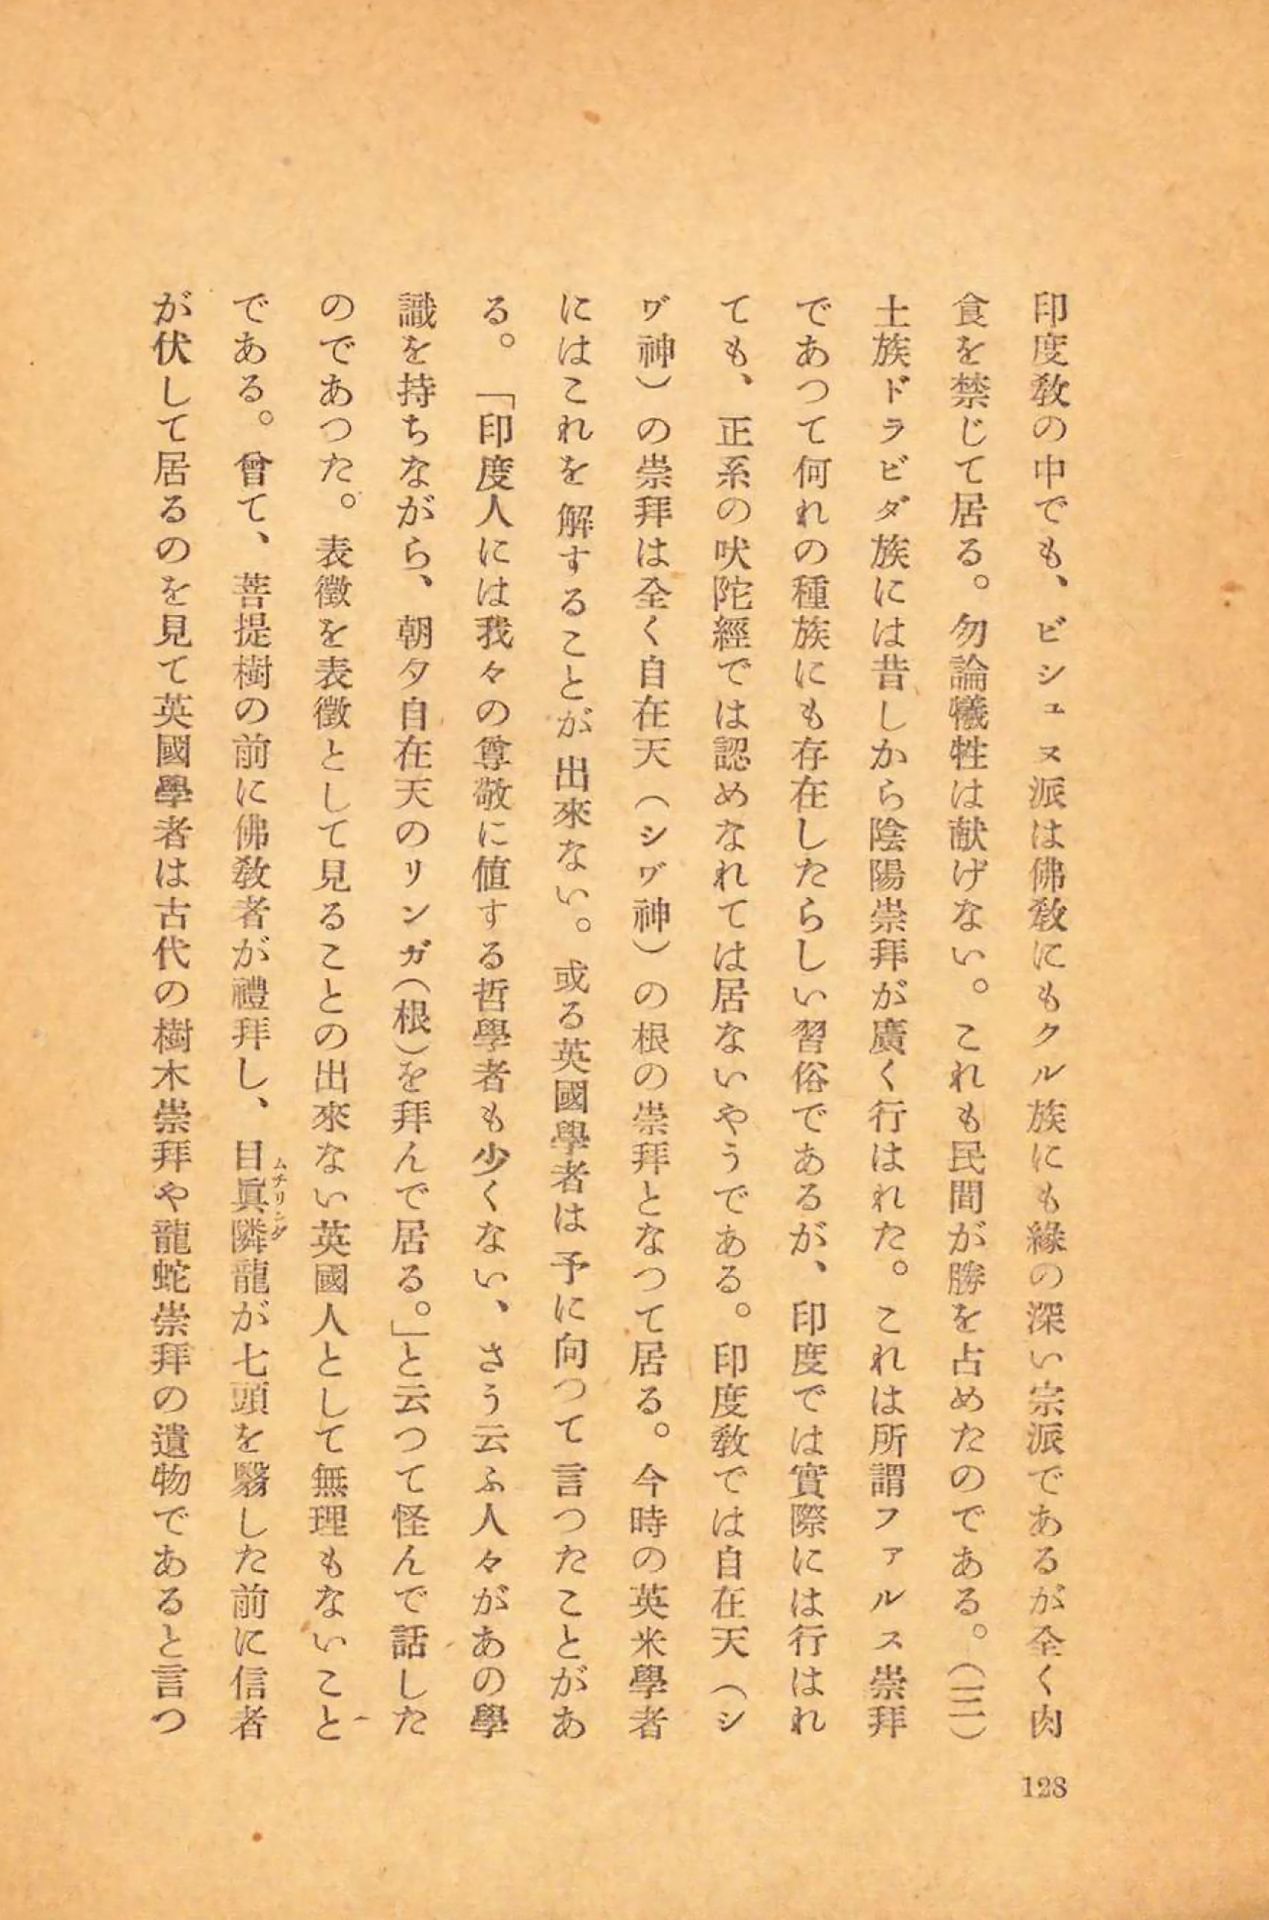 印度敎の中でも、ビシュヌ派は佛敎にもクル族にも緣の深い宗派であるが全く肉
食を禁じて居る。勿論犧牲は献げない。これも民間が勝を占めたのである。（三）
土族ドラビダ族には昔しから陰陽崇拜が廣く行はれた。これは所謂ファルス崇拜
であつて何れの種族にも存在したらしい習俗であるが、印度では實際には行はれ
ても、正系の吠陀經では認めなれては居ないやうである。印度敎では自在天（シ
ヷ神）の崇拜は全く自在天（シヷ神）の根の崇拜となつて居る。今時の英米學者
にはこれを解することが出來ない。或る英國學者は予に向つて言つたことがあ
る。「印度人には我々の尊敬に値する哲學者も少くない、さう云ふ人々があの學
識を持ちながら、朝夕自在天のリンガ（根）を拜んで居る。」と云つて怪んで話した
のであつた。表徵を表徵として見ることの出來ない英國人として無理もないこと
である。曾て、菩提樹の前に佛敎者が禮拜し、目眞隣龍が七頭を翳した前に信者
ムチリンダ
が伏して居るのを見て英國學者は古代の樹木崇拜や龍蛇崇拜の遺物であると言つ
128